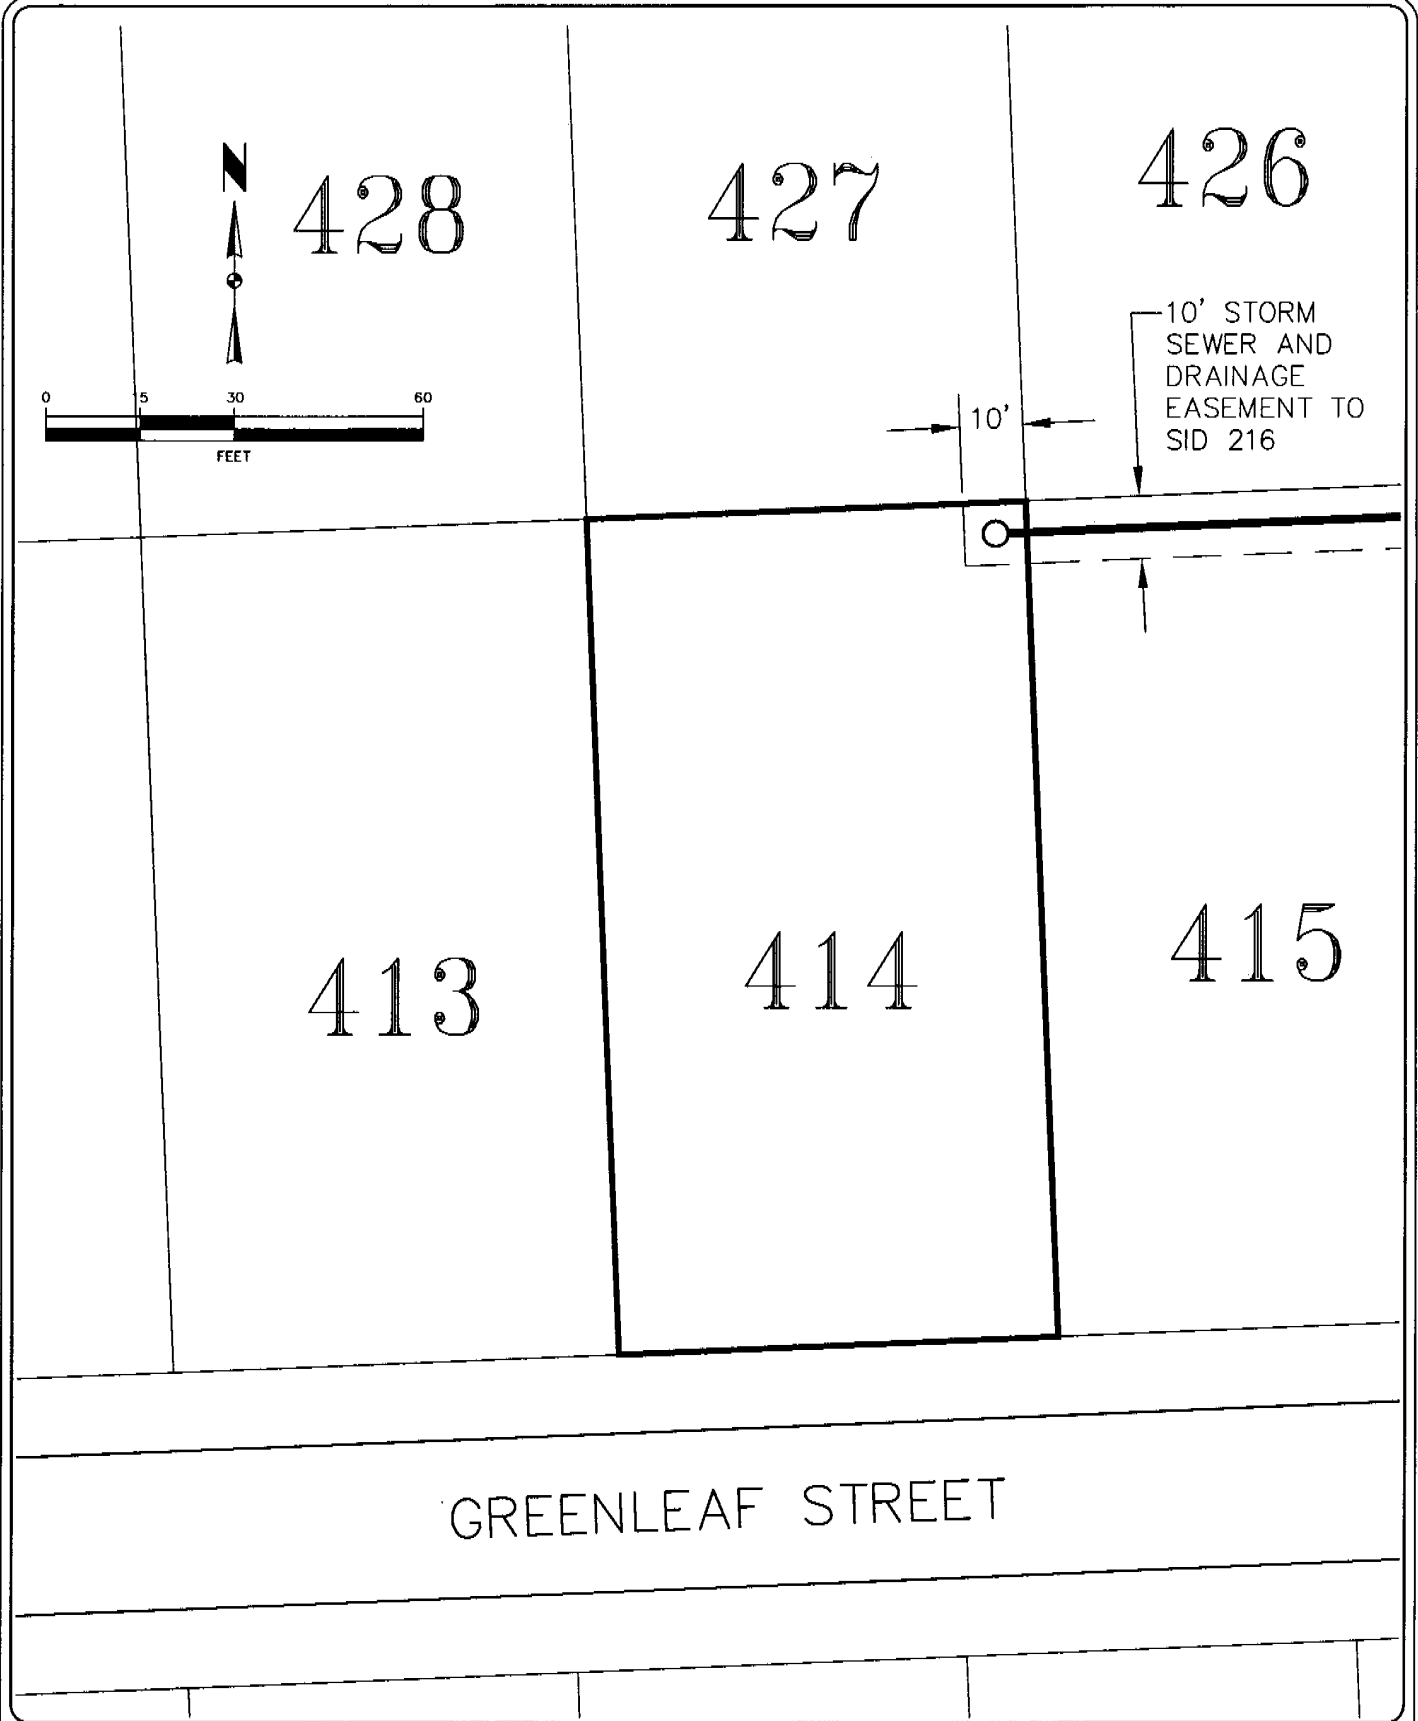 N
428
427
426
10' STORM
SEWER AND
DRAINAGE
EASEMENT TO
SID 216
0 5 30 60
FEET
10'
413
414
415
GREENLEAF STREET